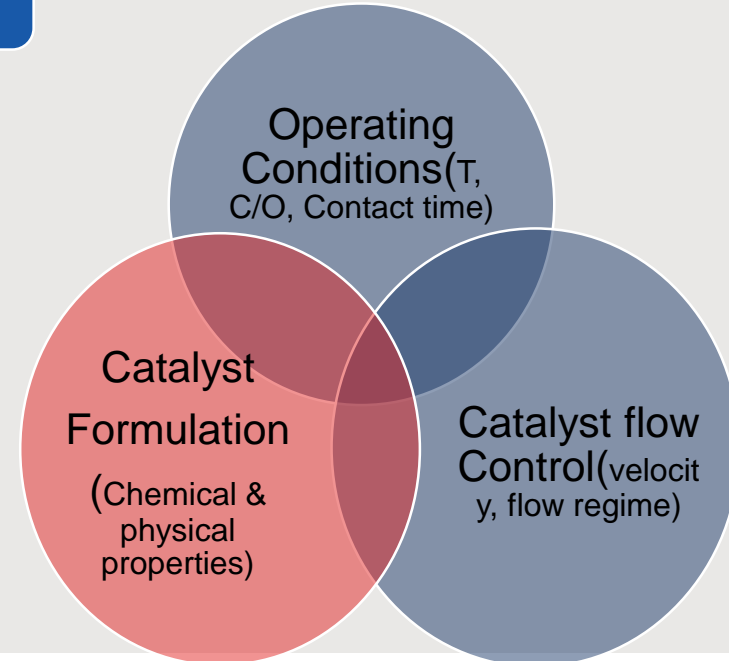 Operating
Conditions(T,
C/O, Contact time)
Catalyst
Formulation
(Chemical &
physical
properties)
Catalyst flow
Control(velocit
y, flow regime)